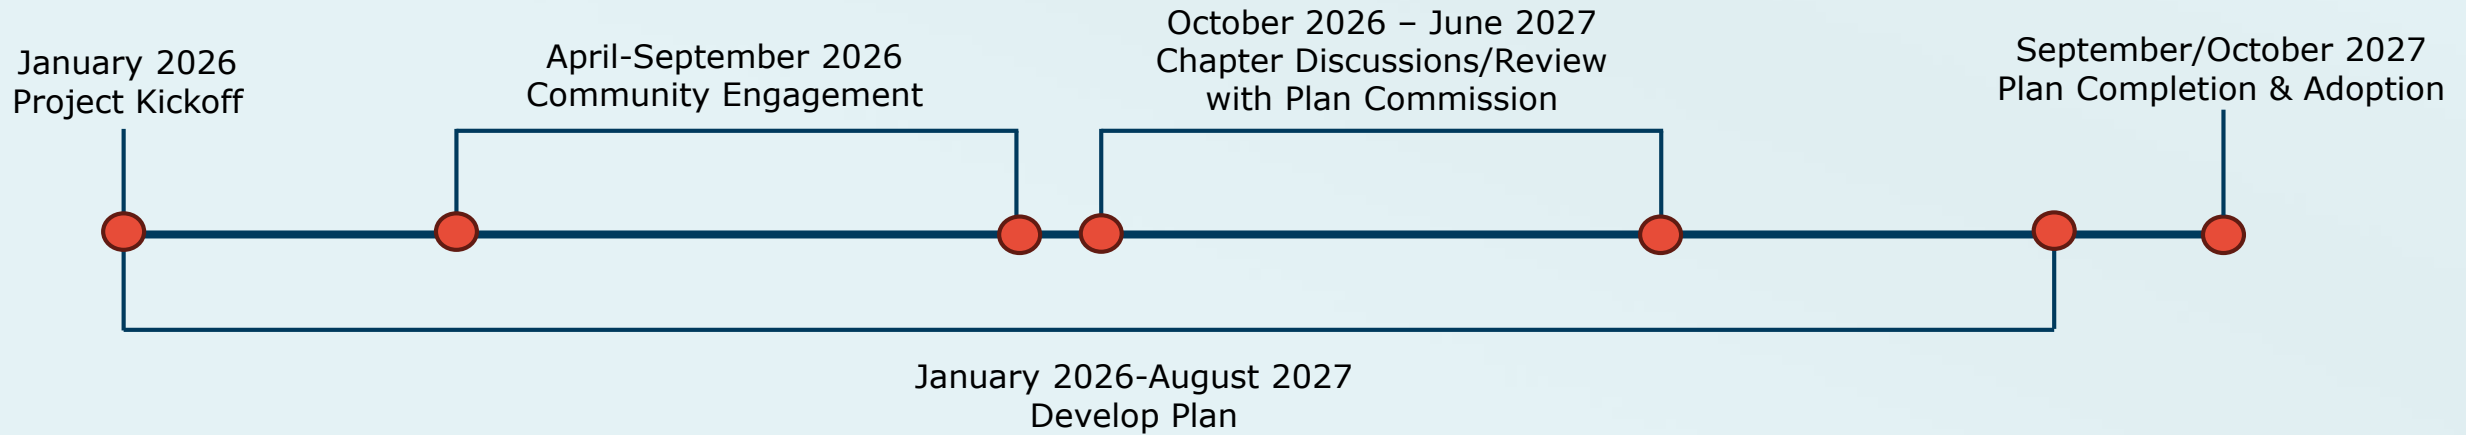 January 2026
Project Kickoff
April-September 2026
Community Engagement
October 2026 – June 2027
Chapter Discussions/Review
with Plan Commission
September/October 2027
Plan Completion & Adoption
January 2026-August 2027
Develop Plan